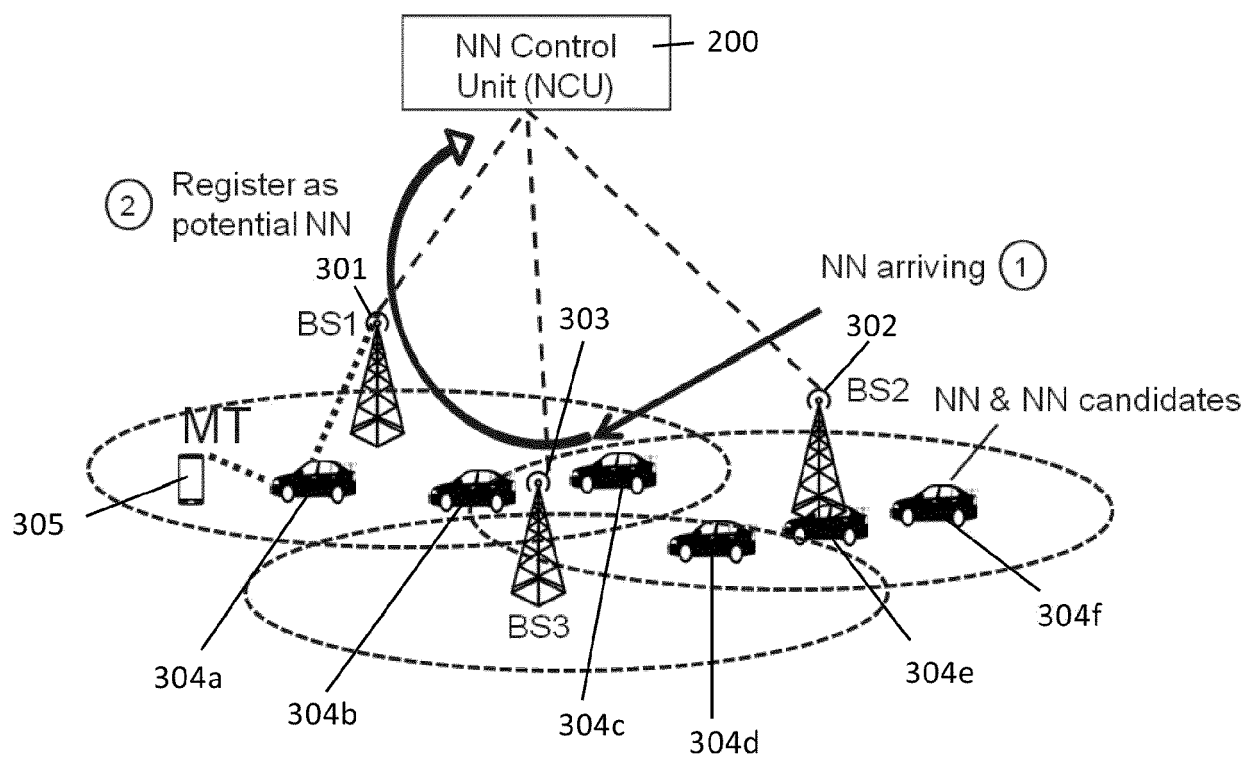 NN Control
Unit (NCU)
200
2
Register as
potential NN
NN arriving
1
301
BS1
303
302
BS2
NN & NN candidates
MT
305
BS3
304a
304b
304c
304d
304e
304f